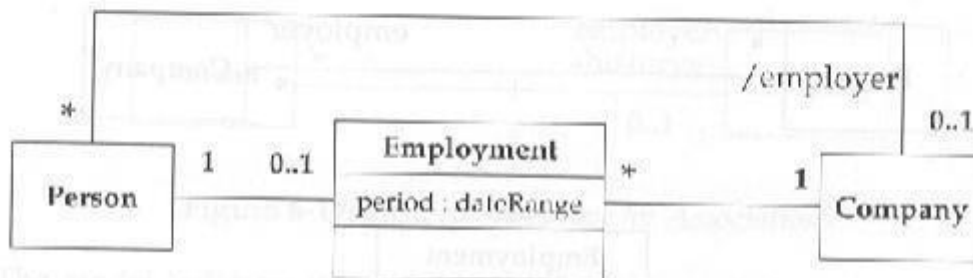 /employer
*
0..1
1
0..1
Employment
*
1
Person
period : dateRange
Company